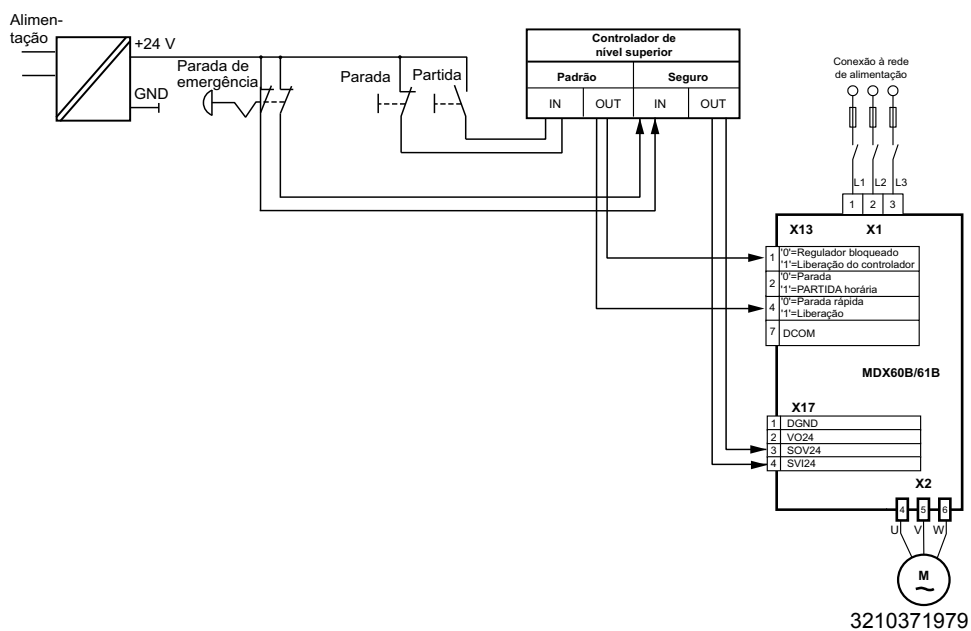 Alimen-
tação
+24 V
GND
Parada de
emergência
Parada
Partida
Controlador de
nível superior
Padrão
Seguro
IN
OUT
IN
OUT
Conexão à rede
de alimentação
L1
L2
L3
1
2
3
X13
X1
1
'0'=Regulador bloqueado
'1'=Liberação do controlador
2
'0'=Parada
'1'=PARTIDA horária
4
'0'=Parada rápida
'1'=Liberação
7
DCOM
MDX60B/61B
X17
1
DGND
2
VO24
3
SOV24
4
SVI24
X2
4
5
6
U
V
W
M
3210371979